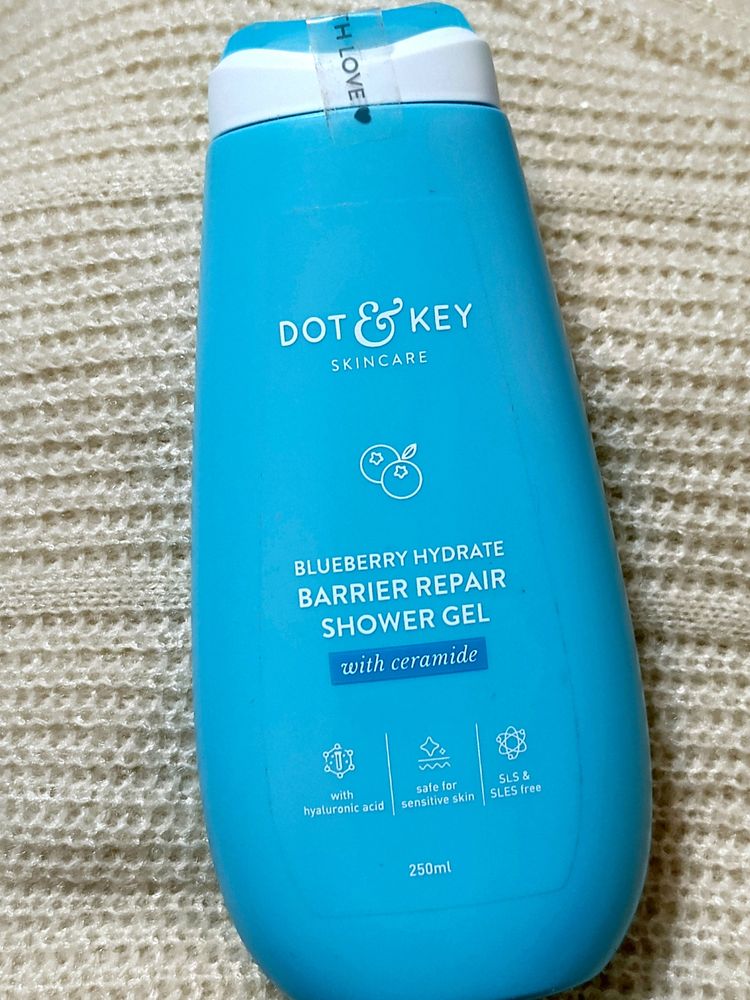 TH LOVE
DOT & KEY
SKINCARE
BLUEBERRY HYDRATE
BARRIER REPAIR
SHOWER GEL
with ceramide
with
hyaluronic acid
safe for
sensitive skin
SLS &
SLES free
250ml